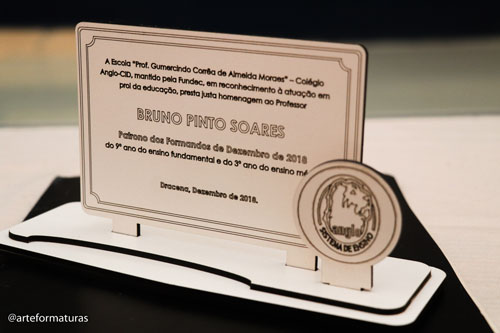 A Escola "Prof. Gumercindo Corrêa de Almeida Moraes" – Colégio
Anglo-CID, mantido pela Fundec, em reconhecimento à atuação em
prol da educação, presta justa homenagem ao Professor
BRUNO PINTO SOARES
Patrono dos Formandos de Dezembro de 2018
do 9º ano do ensino fundamental e do 3º ano do ensino mé
Dracena, Dezembro de 2018.
anglo
SISTEMA DE ENSINO
@arteformaturas